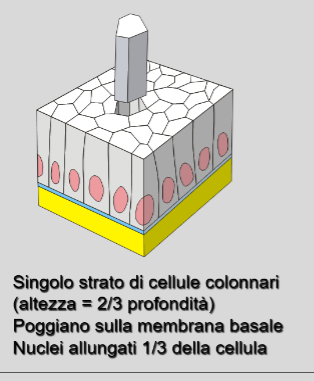 Singolo strato di cellule colonnari
(altezza = 2/3 profondità)
Poggiano sulla membrana basale
Nuclei allungati 1/3 della cellula